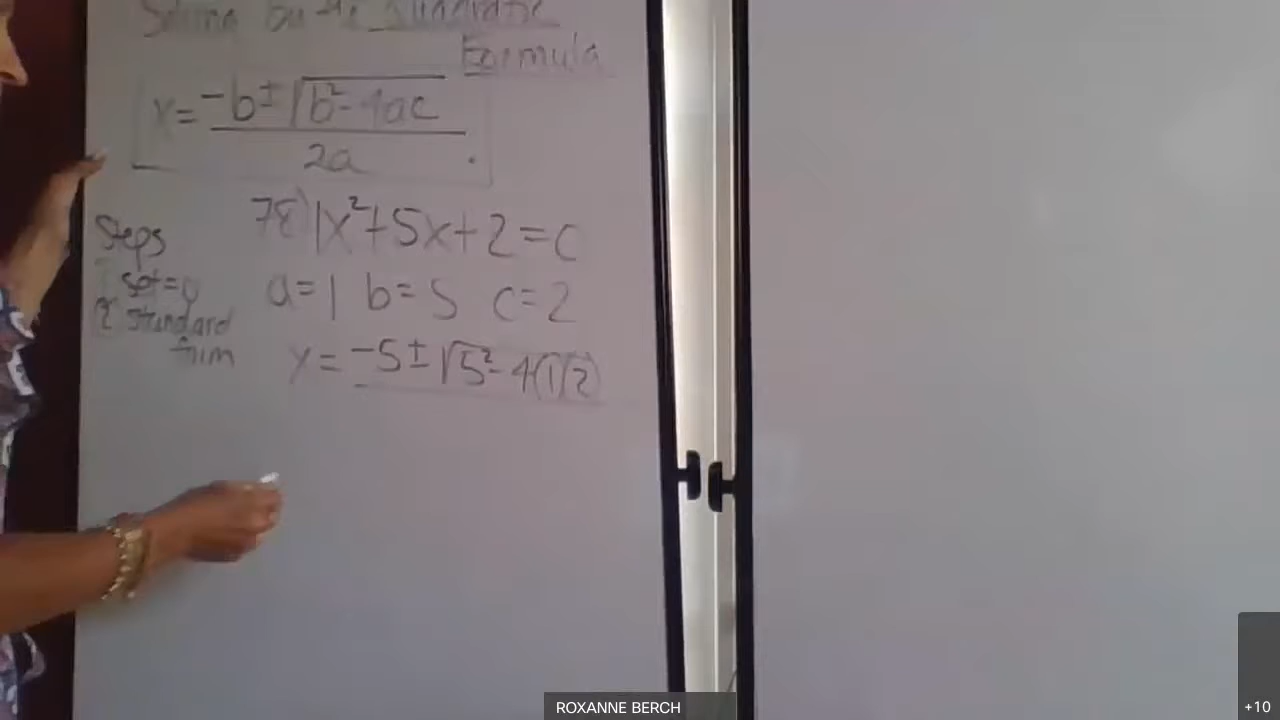 Solving by the Quadratic
Formula
x = -b ± √b² - 4ac
2a
78) 1x² + 5x + 2 = 0
Steps
1 set = 0
a = 1 b = 5 c = 2
2 standard
form
x = -5 ± √5² - 4(1)(2)
ROXANNE BERCH
+10